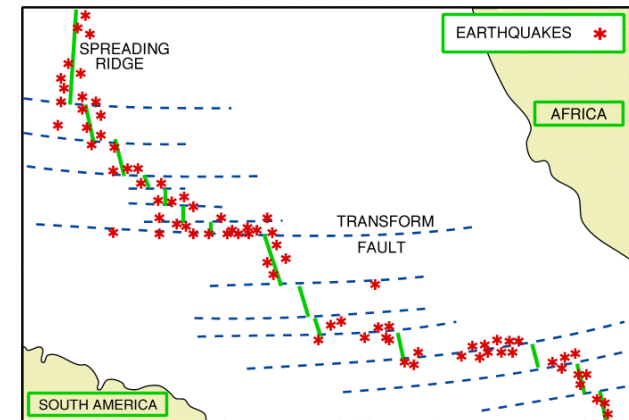 EARTHQUAKES
SPREADING
RIDGE
AFRICA
TRANSFORM
FAULT
SOUTH AMERICA